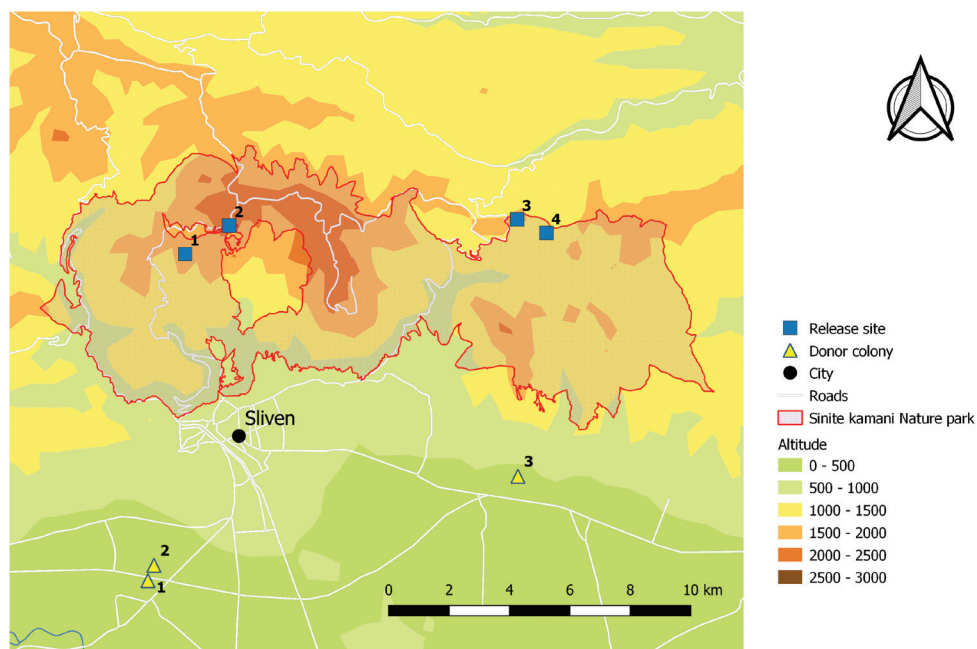 2
1
3
4
Sliven
3
2
1
0 2 4 6 8 10 km
Release site
Donor colony
City
Roads
Sinite kamani Nature park
Altitude
0 - 500
500 - 1000
1000 - 1500
1500 - 2000
2000 - 2500
2500 - 3000